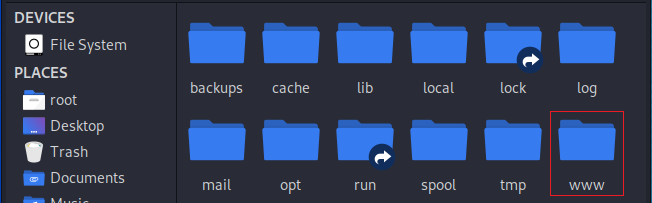 DEVICES
File System
PLACES
root
Desktop
Trash
Documents
Music
backups cache lib local lock log
mail opt run spool tmp www